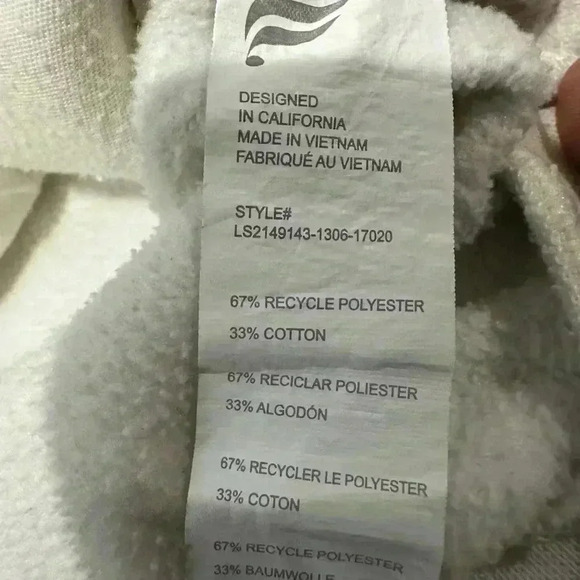 DESIGNED
IN CALIFORNIA
MADE IN VIETNAM
FABRIQUÉ AU VIETNAM
STYLE#
LS2149143-1306-17020
67% RECYCLE POLYESTER
33% COTTON
67% RECICLAR POLIESTER
33% ALGODÓN
67% RECYCLER LE POLYESTER
33% COTON
67% RECYCLE POLYESTER
33% BAUMWOLLE